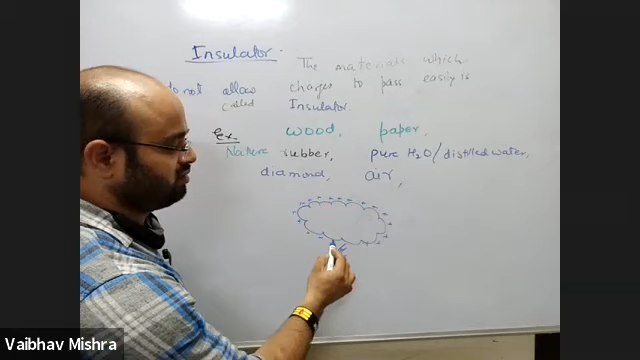 Insulator. The materials which
do not allow charges to pass easily is
called Insulator.
Ex. wood, paper,
Nature rubber, pure H2O/distilled water,
diamond, air,
Vaibhav Mishra